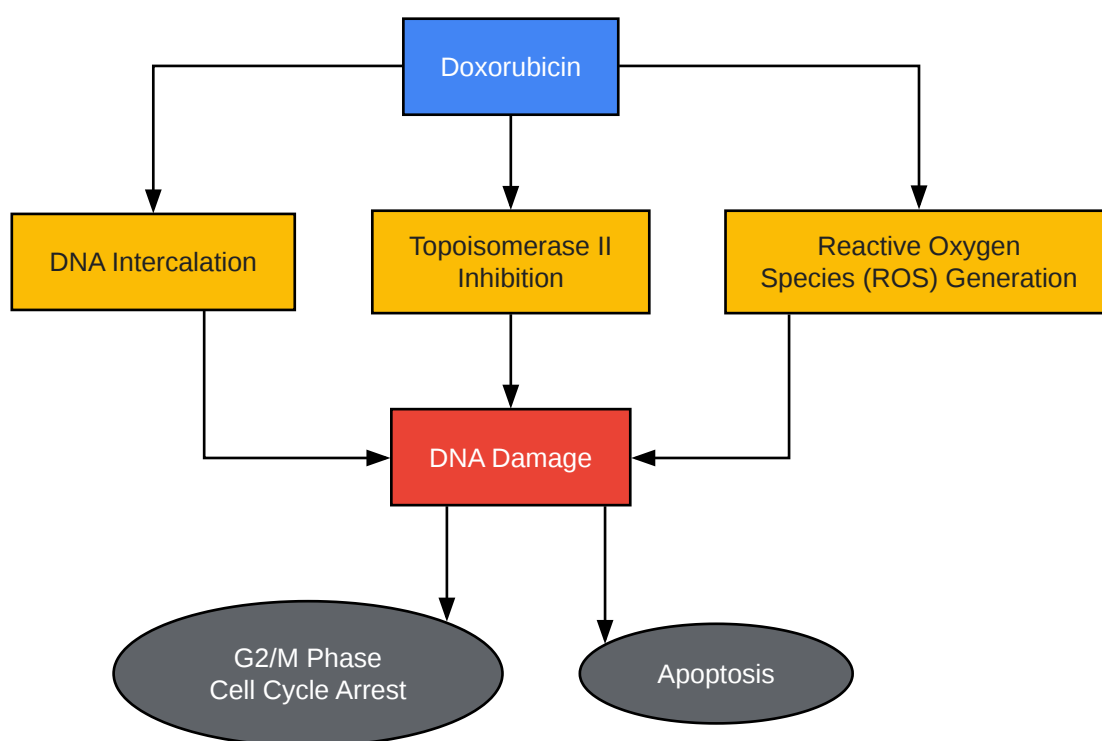 Doxorubicin
DNA Intercalation
Topoisomerase II
Inhibition
Reactive Oxygen
Species (ROS) Generation
DNA Damage
G2/M Phase
Cell Cycle Arrest
Apoptosis